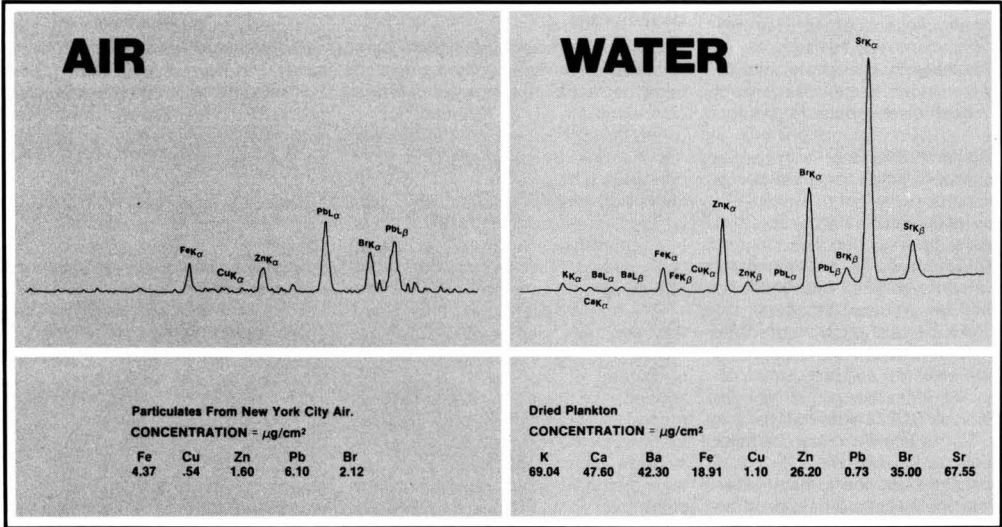 AIR
FeKα
CuKα
ZnKα
PbLα
BrKα
PbLβ
Particulates From New York City Air.
CONCENTRATION = μg/cm²
Fe Cu Zn Pb Br
4.37 .54 1.60 6.10 2.12
WATER
KKα
CaKα
BaLα
BaLβ
FeKα
FeKβ
CuKα
ZnKα
ZnKβ
PbLα
BrKα
PbLβ
BrKβ
SrKα
SrKβ
Dried Plankton
CONCENTRATION = μg/cm²
K Ca Ba Fe Cu Zn Pb Br Sr
69.04 47.60 42.30 18.91 1.10 26.20 0.73 35.00 67.55